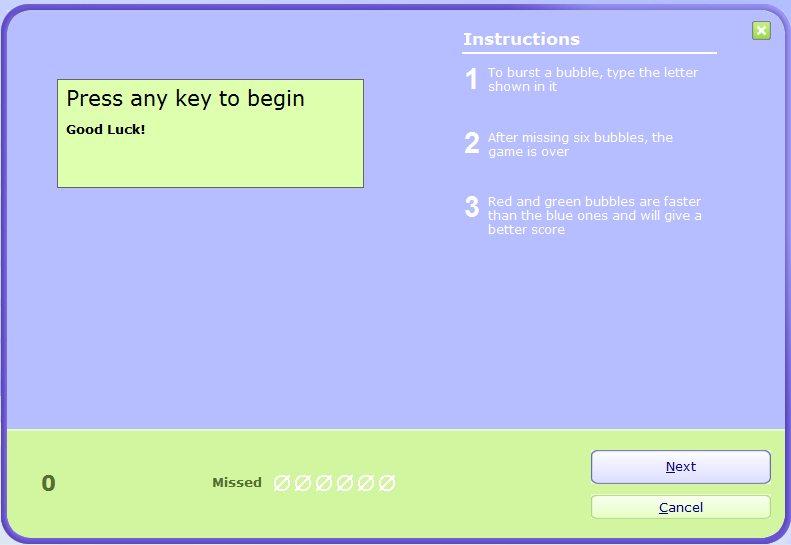 Instructions
Press any key to begin
Good Luck!
1 To burst a bubble, type the letter
shown in it
2 After missing six bubbles, the
game is over
3 Red and green bubbles are faster
than the blue ones and will give a
better score
0
Missed
Next
Cancel